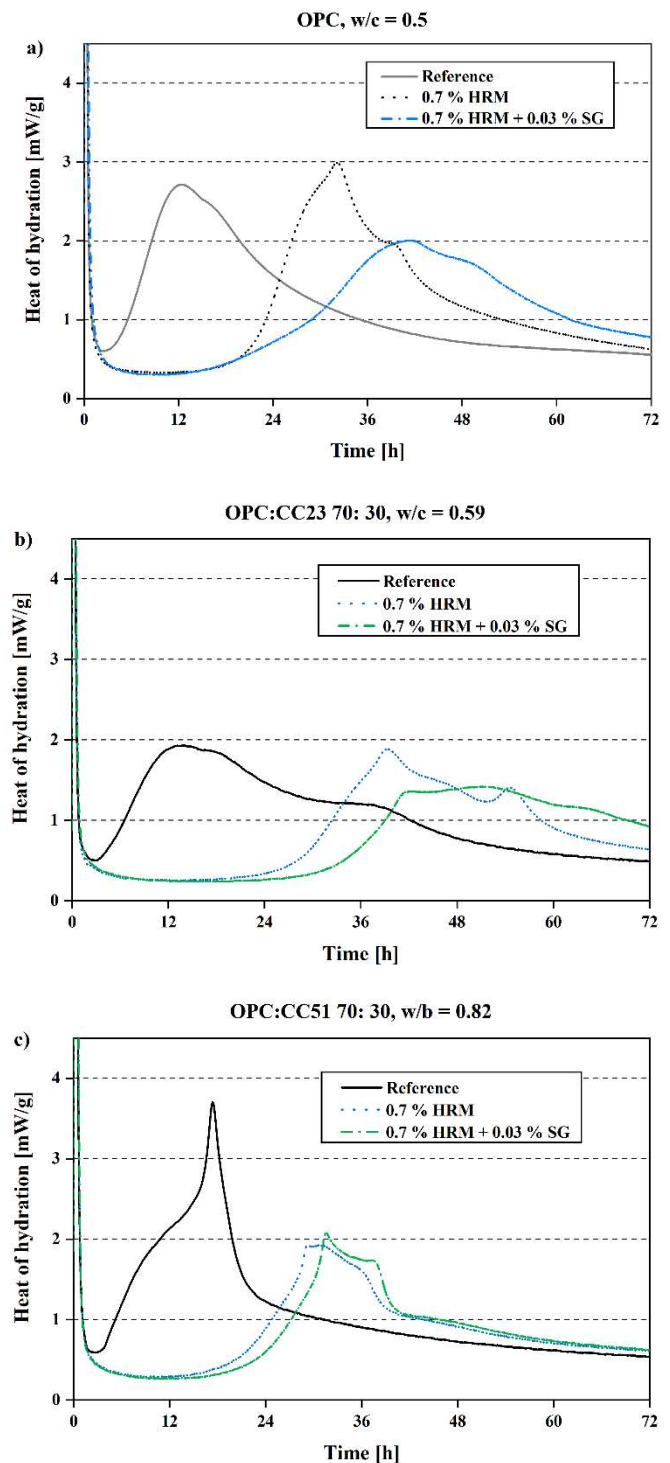 OPC, w/c = 0.5
a)
4
3
2
1
0
Heat of hydration [mW/g]
Reference
0.7 % HRM
0.7 % HRM + 0.03 % SG
0 12 24 36 48 60 72
Time [h]
OPC:CC23 70: 30, w/c = 0.59
b)
4
3
2
1
0
Heat of hydration [mW/g]
Reference
0.7 % HRM
0.7 % HRM + 0.03 % SG
0 12 24 36 48 60 72
Time [h]
OPC:CC51 70: 30, w/b = 0.82
c)
4
3
2
1
0
Heat of hydration [mW/g]
Reference
0.7 % HRM
0.7 % HRM + 0.03 % SG
0 12 24 36 48 60 72
Time [h]